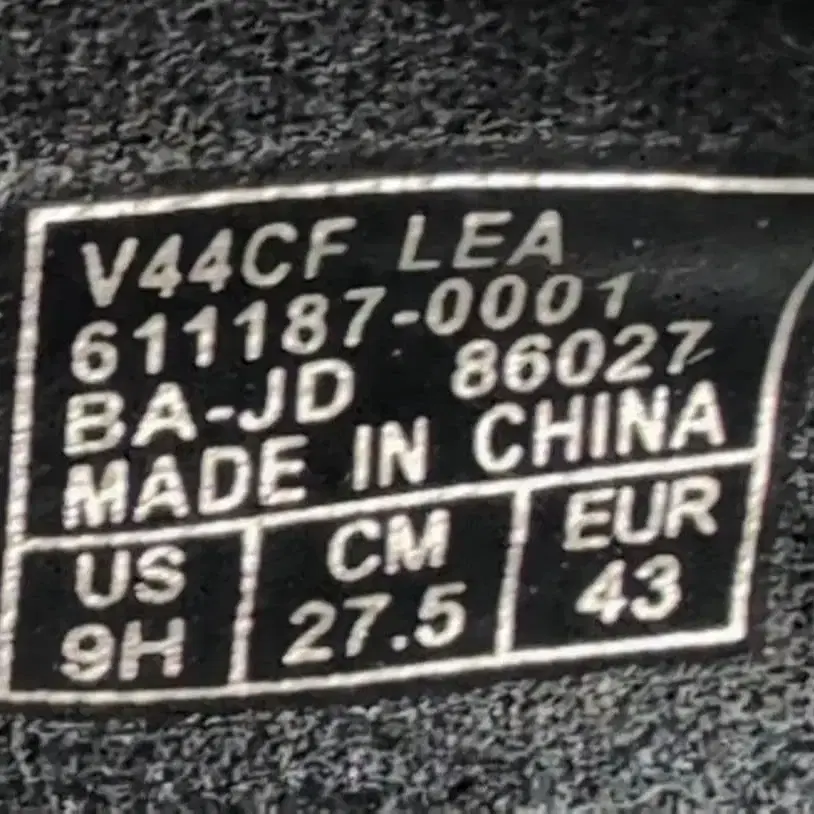 V44CF LEA
611187-0001
BA-JD 86027
MADE IN CHINA
US CM EUR
9H 27.5 43